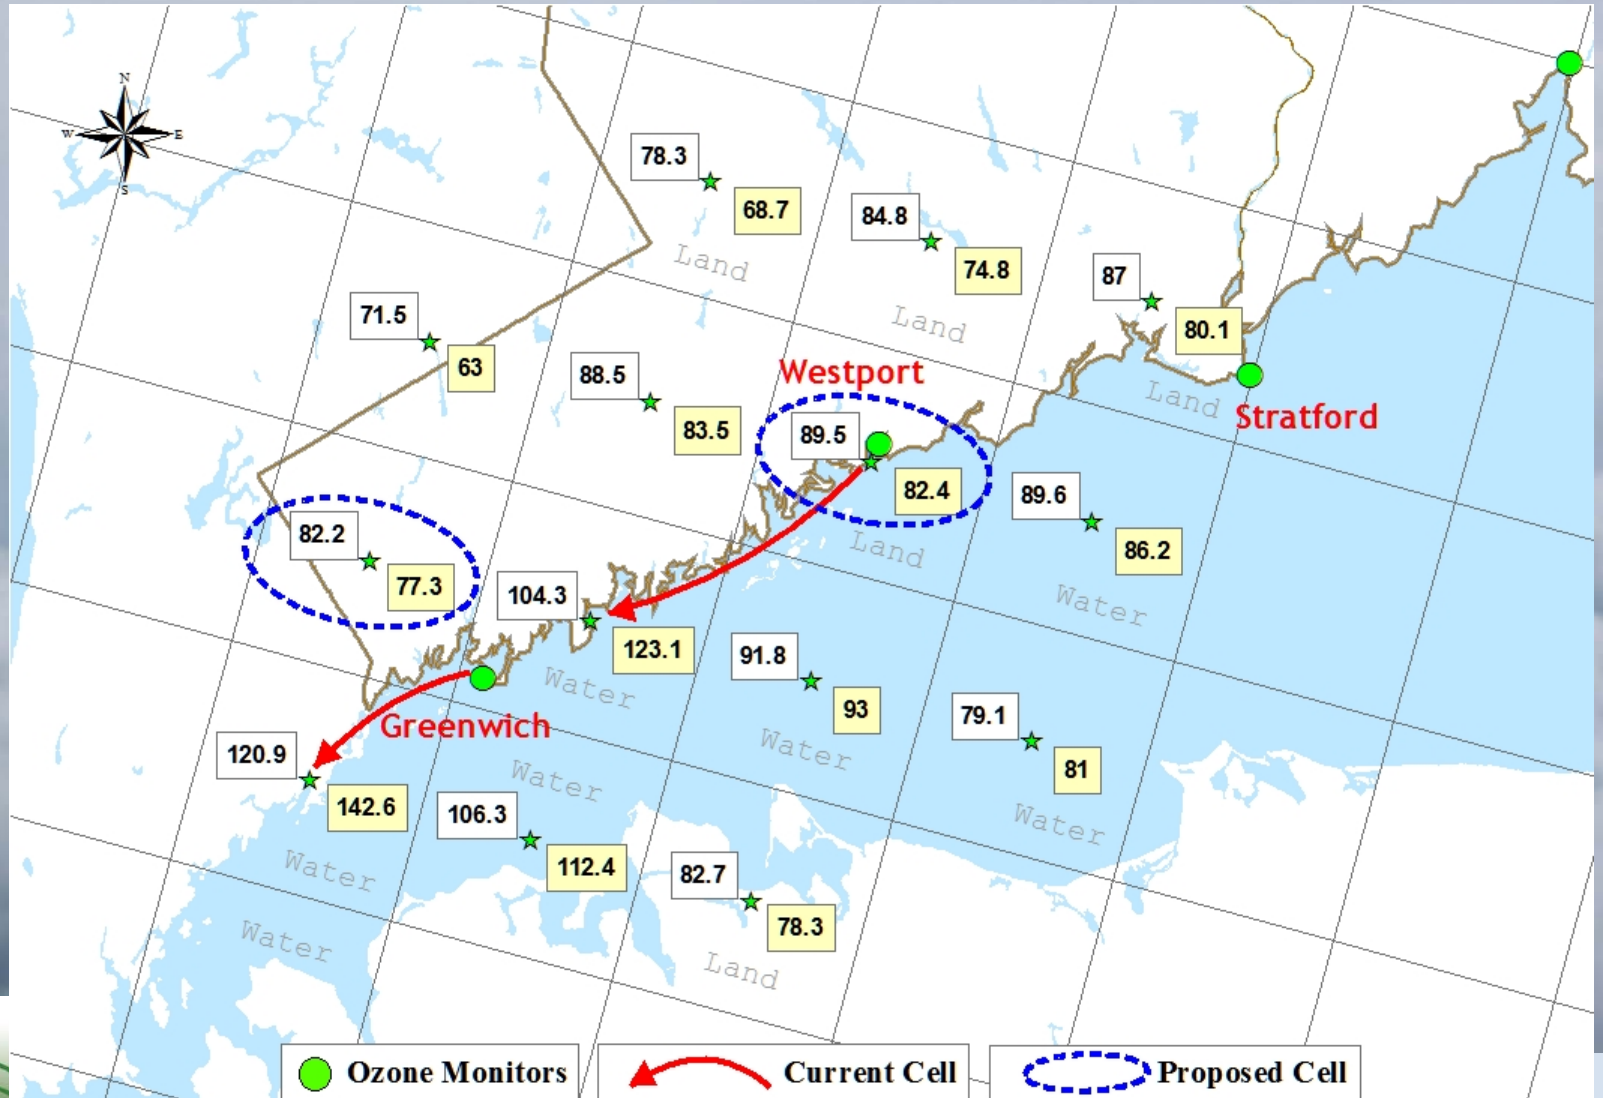 N
W E
S
78.3
68.7
84.8
74.8
Land
87
80.1
71.5
63
Land
88.5
83.5
Westport
89.5
82.4
Land
Stratford
89.6
86.2
Land
82.2
77.3
104.3
123.1
Water
91.8
93
Water
79.1
81
Greenwich
Water
120.9
142.6
Water
106.3
112.4
Water
82.7
78.3
Water
Water
Land
Ozone Monitors
Current Cell
Proposed Cell